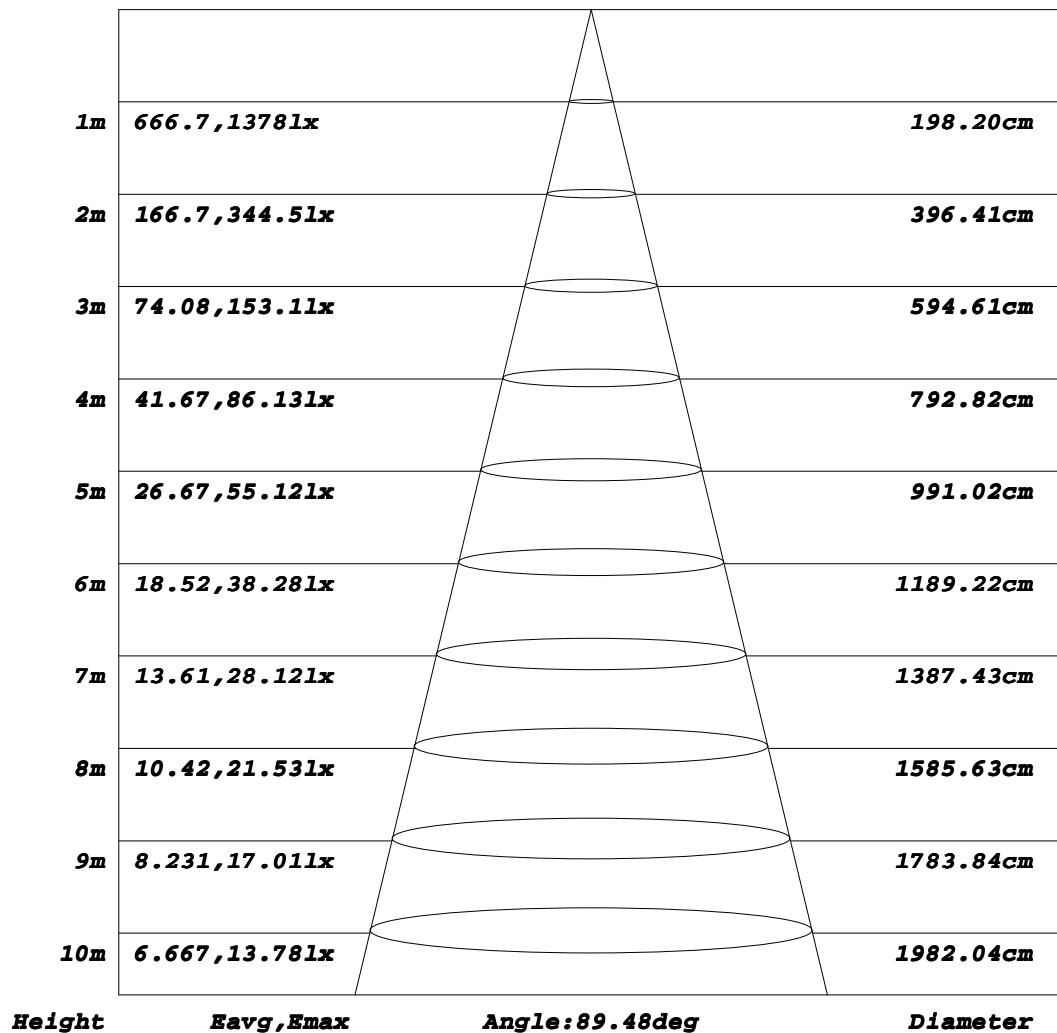 1m 666.7,1378lx 198.20cm
2m 166.7,344.5lx 396.41cm
3m 74.08,153.1lx 594.61cm
4m 41.67,86.13lx 792.82cm
5m 26.67,55.12lx 991.02cm
6m 18.52,38.28lx 1189.22cm
7m 13.61,28.12lx 1387.43cm
8m 10.42,21.53lx 1585.63cm
9m 8.231,17.01lx 1783.84cm
10m 6.667,13.78lx 1982.04cm
Height Eavg,Emax Angle:89.48deg Diameter